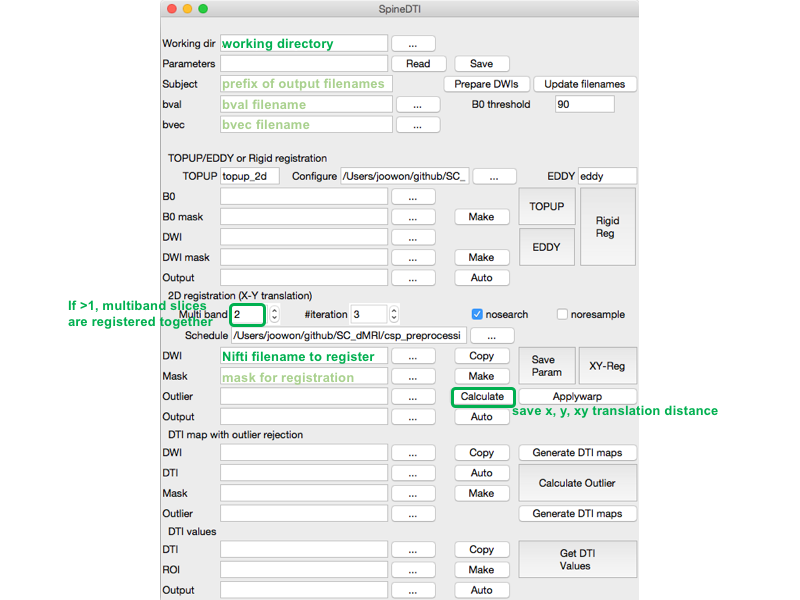 SpineDTI
Working dir working directory ...
Parameters Read Save
Subject prefix of output filenames Prepare DWIs Update filenames
bval bval filename ... B0 threshold 90
bvec bvec filename ...
TOPUP/EDDY or Rigid registration
TOPUP topup_2d Configure /Users/joowon/github/SC_ ... EDDY eddy
B0 ... TOPUP Rigid Reg
B0 mask ... Make
DWI ... EDDY
DWI mask ... Make
Output ... Auto
2D registration (X-Y translation)
If >1, multiband slices
are registered together
Multi band 2 #iteration 3 nosearch noresample
Schedule /Users/joowon/github/SC_dMRI/csp_preprocessi ...
DWI Nifti filename to register ... Copy Save Param XY-Reg
Mask mask for registration ... Make
Outlier ... Calculate Applywarp
save x, y, xy translation distance
Output ... Auto
DTI map with outlier rejection
DWI ... Copy Generate DTI maps
DTI ... Auto Calculate Outlier
Mask ... Make
Outlier ... Generate DTI maps
DTI values
DTI ... Copy Get DTI Values
ROI ... Make
Output ... Auto